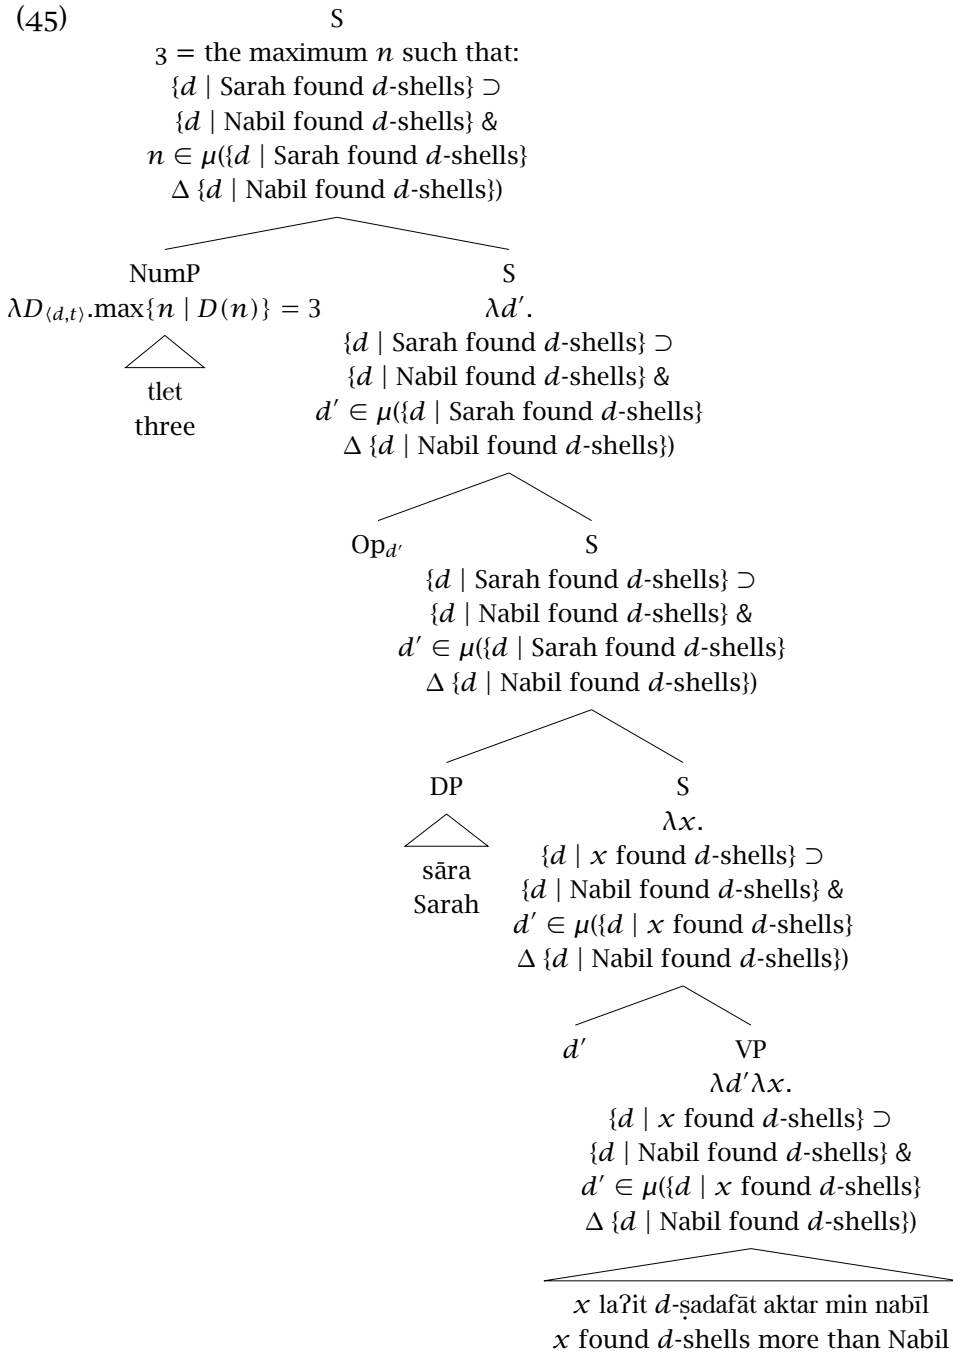 (45)
S
3 = the maximum n such that:
{d | Sarah found d-shells} ⊃
{d | Nabil found d-shells} &
n ∈ μ({d | Sarah found d-shells}
Δ {d | Nabil found d-shells})
NumP
λD⟨d,t⟩.max{n | D(n)} = 3
tlet
three
S
λd′.
{d | Sarah found d-shells} ⊃
{d | Nabil found d-shells} &
d′ ∈ μ({d | Sarah found d-shells}
Δ {d | Nabil found d-shells})
Opd′
S
{d | Sarah found d-shells} ⊃
{d | Nabil found d-shells} &
d′ ∈ μ({d | Sarah found d-shells}
Δ {d | Nabil found d-shells})
DP
sāra
Sarah
S
λx.
{d | x found d-shells} ⊃
{d | Nabil found d-shells} &
d′ ∈ μ({d | x found d-shells}
Δ {d | Nabil found d-shells})
d′
VP
λd′λx.
{d | x found d-shells} ⊃
{d | Nabil found d-shells} &
d′ ∈ μ({d | x found d-shells}
Δ {d | Nabil found d-shells})
x laʔit d-ṣadafāt aktar min nabīl
x found d-shells more than Nabil